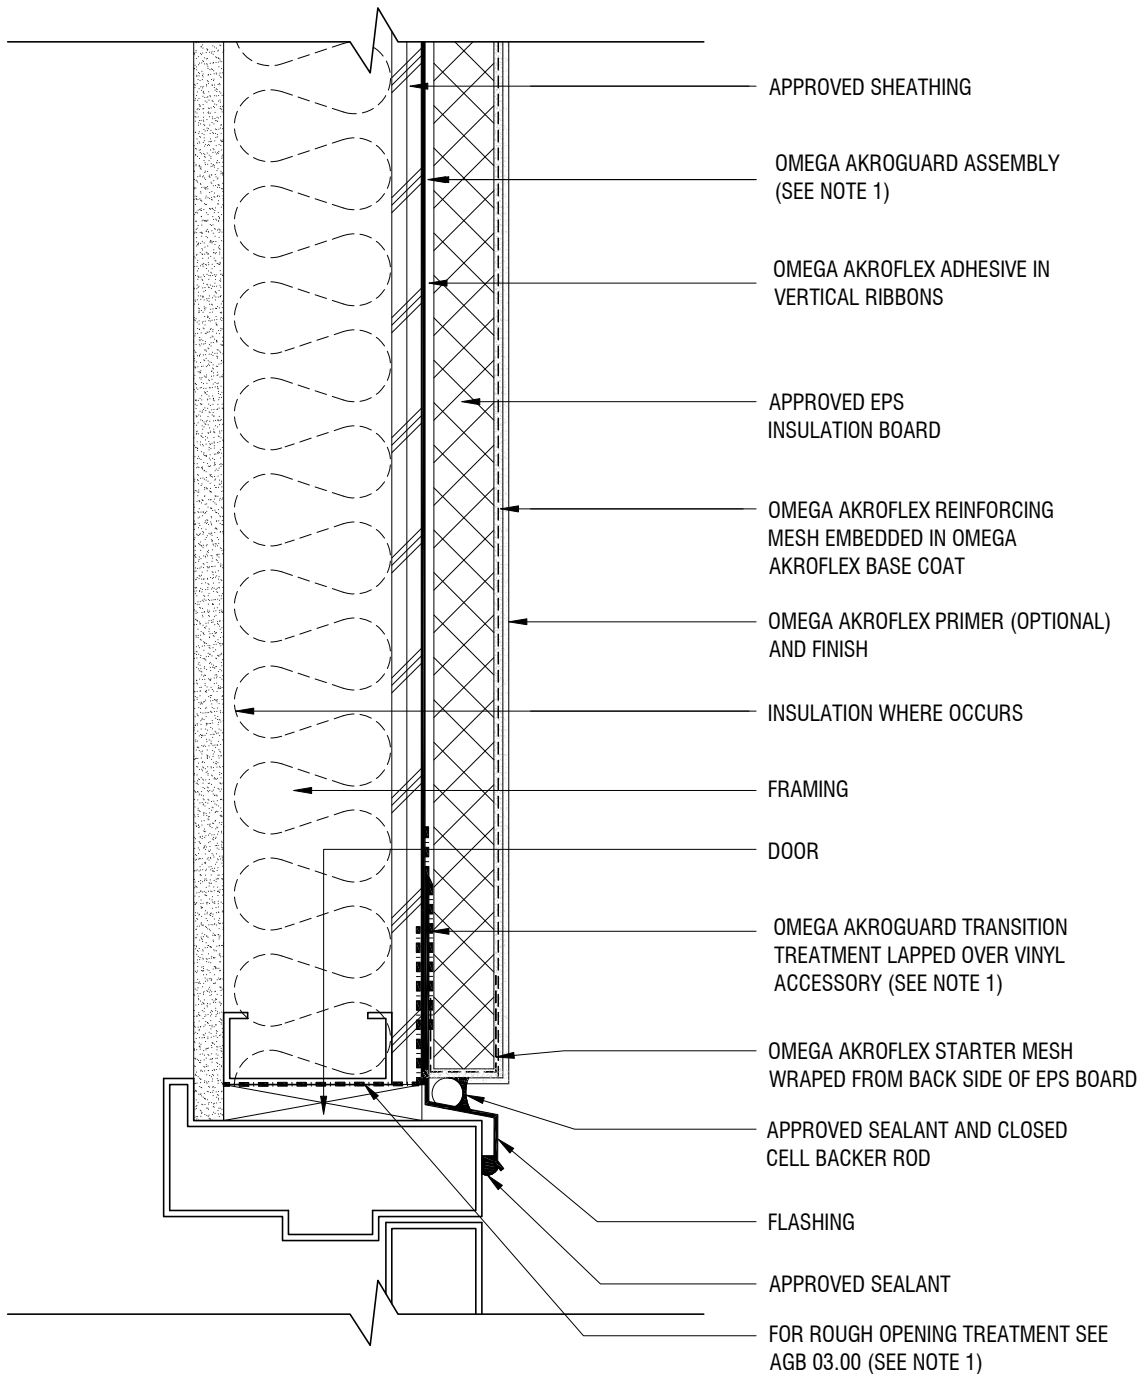 APPROVED SHEATHING
OMEGA AKROGUARD ASSEMBLY
(SEE NOTE 1)
OMEGA AKROFLEX ADHESIVE IN
VERTICAL RIBBONS
APPROVED EPS
INSULATION BOARD
OMEGA AKROFLEX REINFORCING
MESH EMBEDDED IN OMEGA
AKROFLEX BASE COAT
OMEGA AKROFLEX PRIMER (OPTIONAL)
AND FINISH
INSULATION WHERE OCCURS
FRAMING
DOOR
OMEGA AKROGUARD TRANSITION
TREATMENT LAPPED OVER VINYL
ACCESSORY (SEE NOTE 1)
OMEGA AKROFLEX STARTER MESH
WRAPED FROM BACK SIDE OF EPS BOARD
APPROVED SEALANT AND CLOSED
CELL BACKER ROD
FLASHING
APPROVED SEALANT
FOR ROUGH OPENING TREATMENT SEE
AGB 03.00 (SEE NOTE 1)